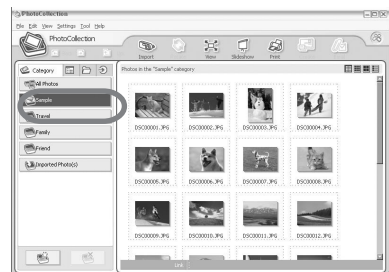 PhotoCollection
File Edit View Settings Tool Help
PhotoCollection
Import View Slideshow Print
Category
Photos in the "Sample" category
All Photos
Sample
Travel
Family
Friend
Imported Photo(s)
DSC00001.JPG DSC00002.JPG DSC00003.JPG DSC00004.JPG
DSC00005.JPG DSC00006.JPG DSC00007.JPG DSC00008.JPG
DSC00009.JPG DSC00010.JPG DSC00011.JPG DSC00012.JPG
Link